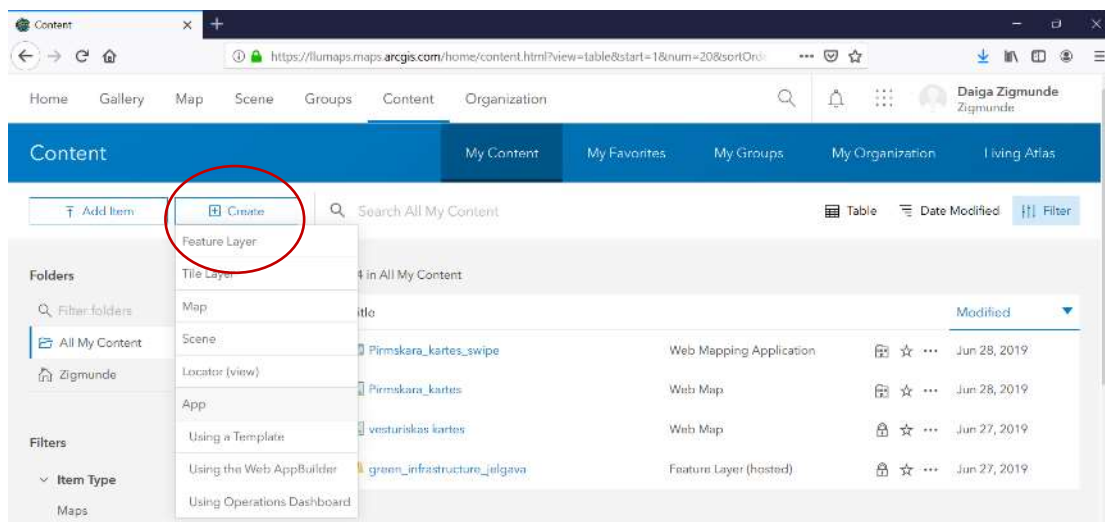 Content
https://llumaps.maps.arcgis.com/home/content.html?view=table&start=1&num=20&sortOrd
Home Gallery Map Scene Groups Content Organization
Daiga Zigmunde
Zigmunde
Content My Content My Favorites My Groups My Organization Living Atlas
Add Item Create Search All My Content Table Date Modified Filter
Feature Layer
Folders Tile Layer 4 in All My Content
Filter folders Map itle Modified
All My Content Scene Pirmskara_kartes_swipe Web Mapping Application Jun 28, 2019
Zigmunde Locator (view)
Pirmskara_kartes Web Map Jun 28, 2019
App
Filters Using a Template vesturiskas kartes Web Map Jun 27, 2019
Item Type Using the Web AppBuilder green_infrastructure_jelgava Feature Layer (hosted) Jun 27, 2019
Maps Using Operations Dashboard